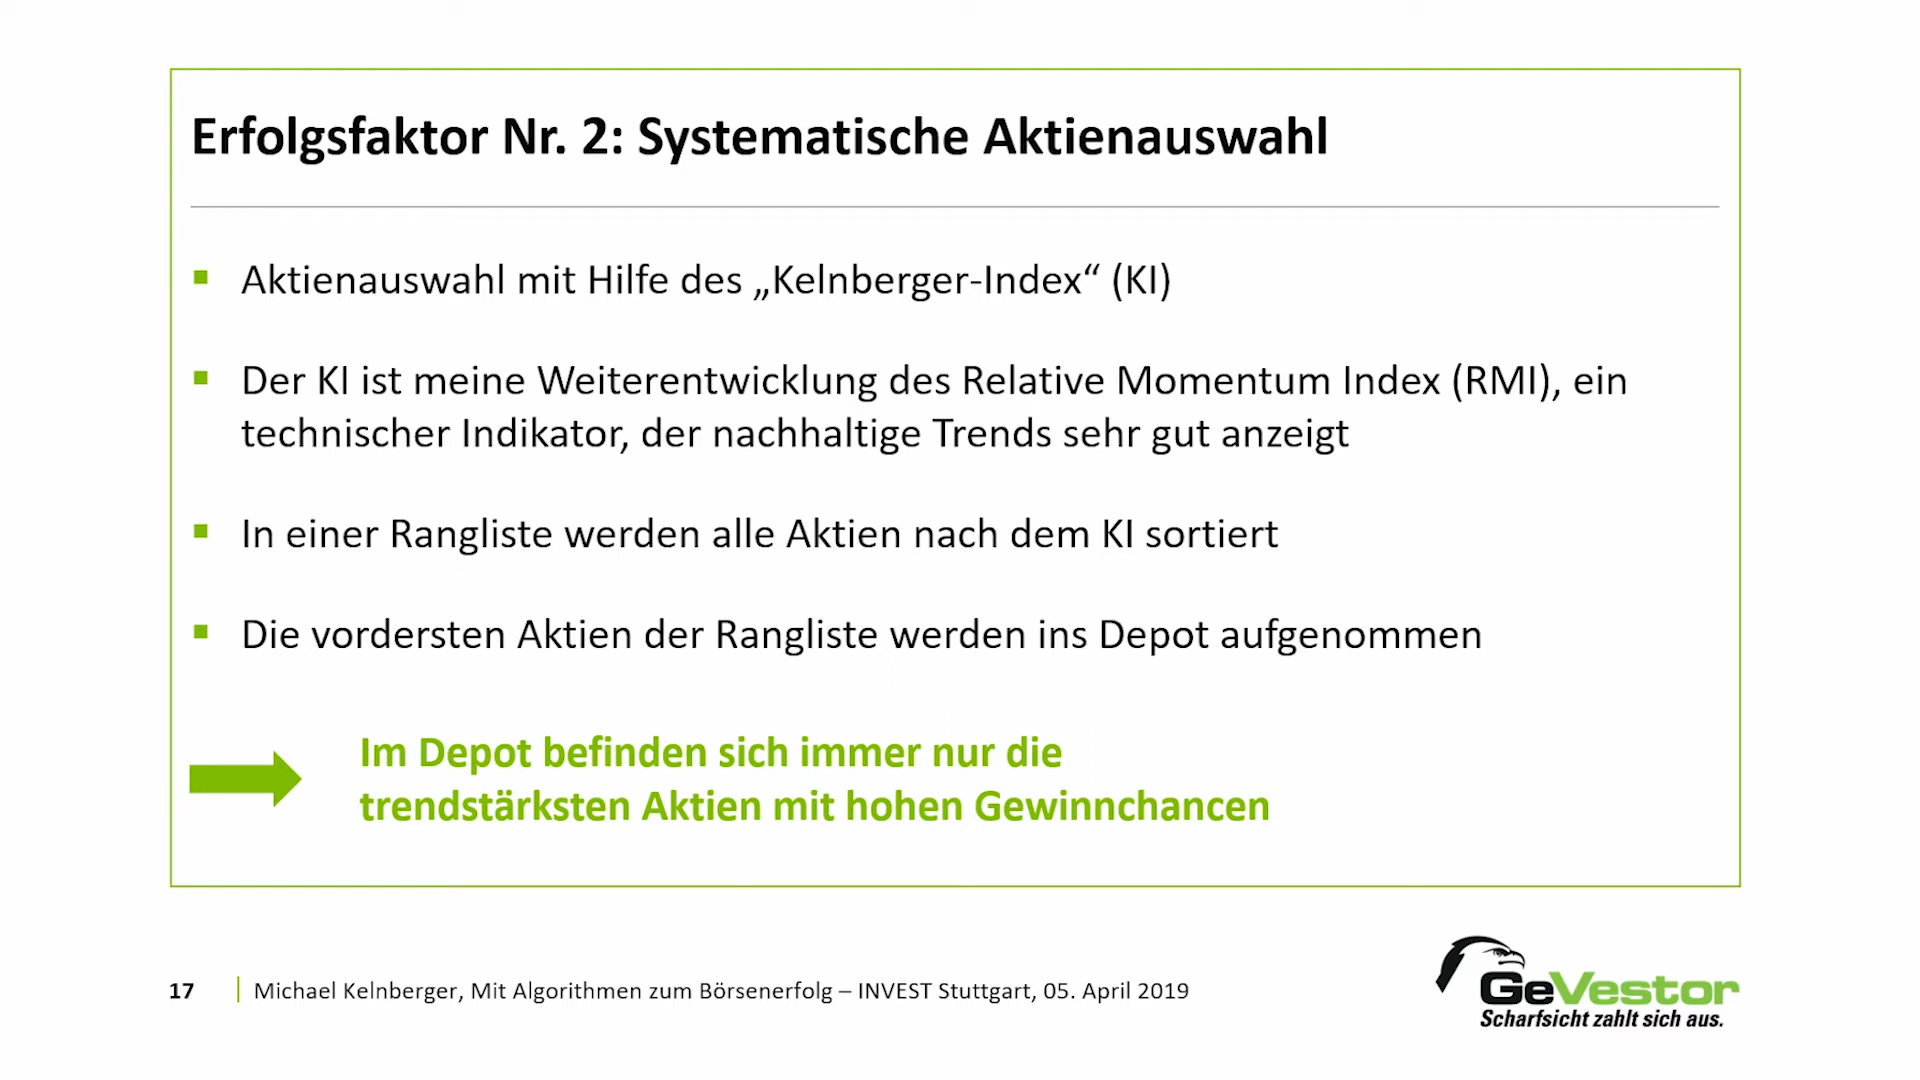 Erfolgsfaktor Nr. 2: Systematische Aktienauswahl
Aktienauswahl mit Hilfe des „Kelnberger-Index“ (KI)
Der KI ist meine Weiterentwicklung des Relative Momentum Index (RMI), ein
technischer Indikator, der nachhaltige Trends sehr gut anzeigt
In einer Rangliste werden alle Aktien nach dem KI sortiert
Die vordersten Aktien der Rangliste werden ins Depot aufgenommen
Im Depot befinden sich immer nur die
trendstärksten Aktien mit hohen Gewinnchancen
17 Michael Kelnberger, Mit Algorithmen zum Börsenerfolg – INVEST Stuttgart, 05. April 2019
GeVestor
Scharfsicht zahlt sich aus.